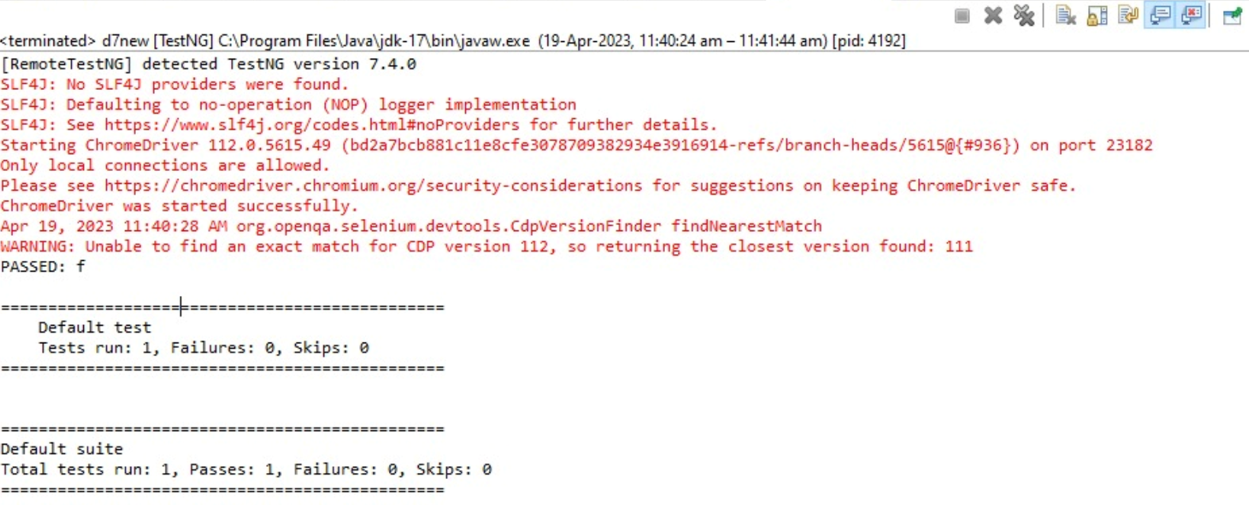 <terminated> d7new [TestNG] C:\Program Files\Java\jdk-17\bin\javaw.exe (19-Apr-2023, 11:40:24 am – 11:41:44 am) [pid: 4192]
[RemoteTestNG] detected TestNG version 7.4.0
SLF4J: No SLF4J providers were found.
SLF4J: Defaulting to no-operation (NOP) logger implementation
SLF4J: See https://www.slf4j.org/codes.html#noProviders for further details.
Starting ChromeDriver 112.0.5615.49 (bd2a7bcb881c11e8cfe3078709382934e3916914-refs/branch-heads/5615@{#936}) on port 23182
Only local connections are allowed.
Please see https://chromedriver.chromium.org/security-considerations for suggestions on keeping ChromeDriver safe.
ChromeDriver was started successfully.
Apr 19, 2023 11:40:28 AM org.openqa.selenium.devtools.CdpVersionFinder findNearestMatch
WARNING: Unable to find an exact match for CDP version 112, so returning the closest version found: 111
PASSED: f
===============================================
Default test
Tests run: 1, Failures: 0, Skips: 0
===============================================
===============================================
Default suite
Total tests run: 1, Passes: 1, Failures: 0, Skips: 0
===============================================